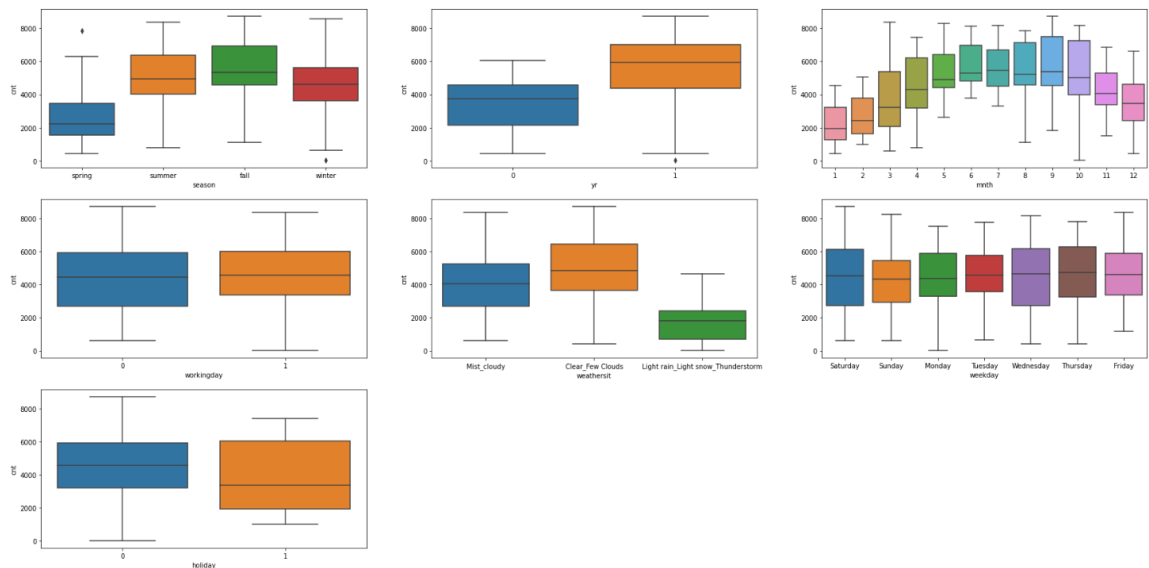 8000
6000
4000
2000
0
cnt
spring summer fall winter
season
8000
6000
4000
2000
0
cnt
0 1
yr
8000
6000
4000
2000
0
cnt
1 2 3 4 5 6 7 8 9 10 11 12
mnth
8000
6000
4000
2000
0
cnt
0 1
workingday
8000
6000
4000
2000
0
cnt
Mist_cloudy Clear_Few Clouds Light rain_Light snow_Thunderstorm
weathersit
8000
6000
4000
2000
0
cnt
Saturday Sunday Monday Tuesday Wednesday Thursday Friday
weekday
8000
6000
4000
2000
0
cnt
0 1
holiday